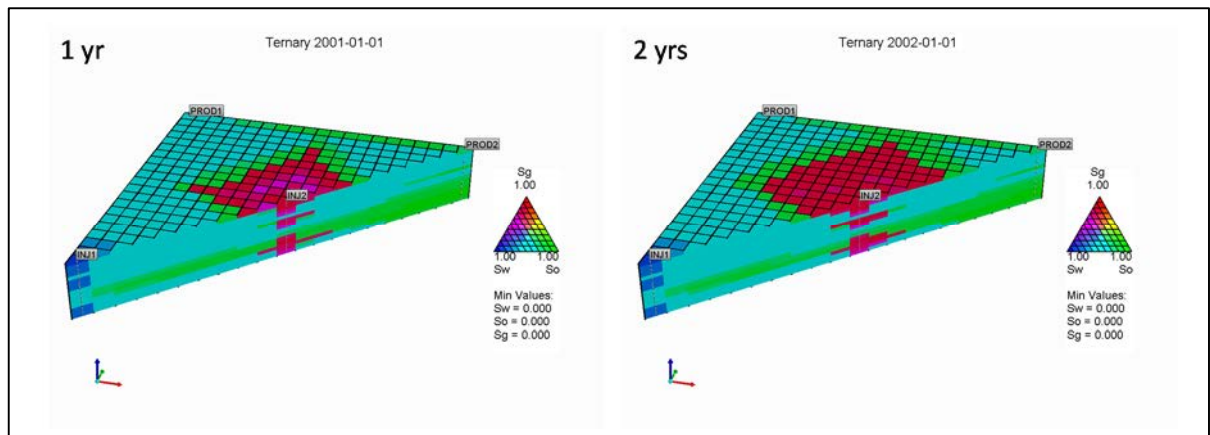 1 yr
Ternary 2001-01-01
PROD1
PROD2
INJ2
INJ1
Sg
1.00
1.00 1.00
Sw So
Min Values:
Sw = 0.000
So = 0.000
Sg = 0.000
2 yrs
Ternary 2002-01-01
PROD1
PROD2
INJ2
INJ1
Sg
1.00
1.00 1.00
Sw So
Min Values:
Sw = 0.000
So = 0.000
Sg = 0.000